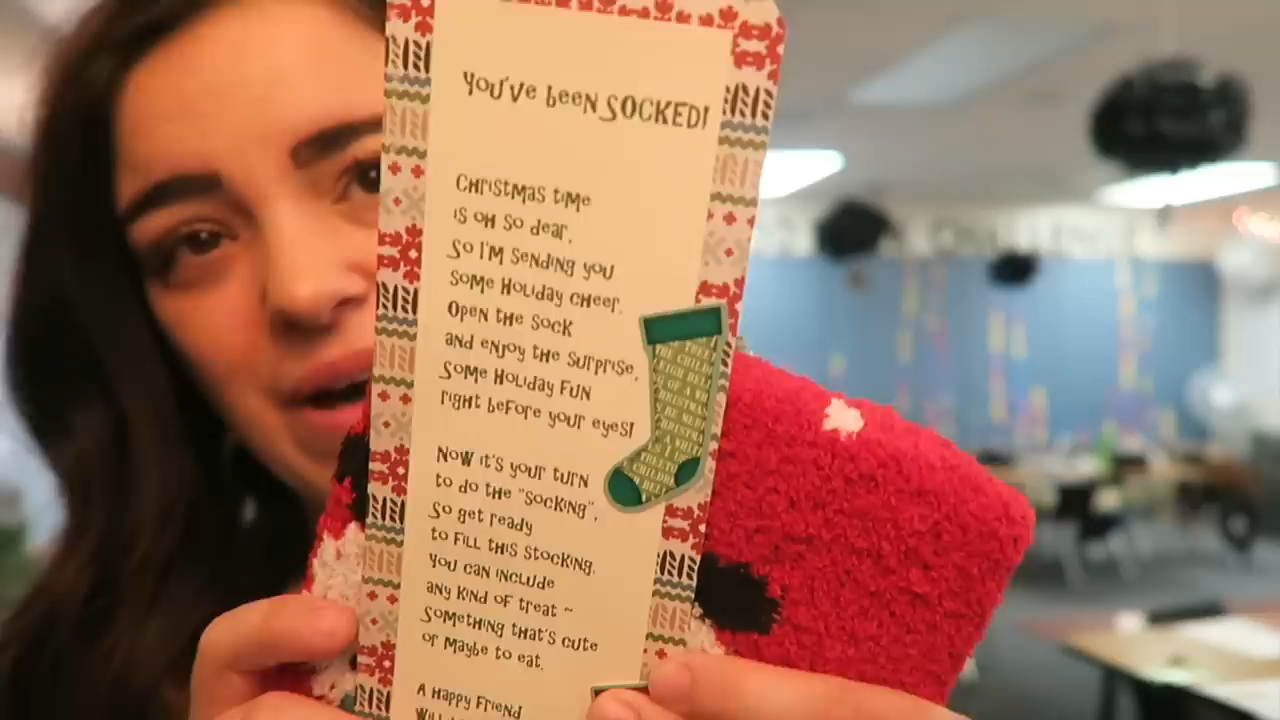 You've been SOCKED!
Christmas time
is oh so dear,
So I'm sending you
some Holiday cheer.
Open the sock
and enjoy the surprise,
Some Holiday fun
right before your eyes!
Now it's your turn
to do the "Socking",
So get ready
to fill this stocking.
You can include
any kind of treat ~
Something that's cute
or maybe to eat.
A Happy Friend